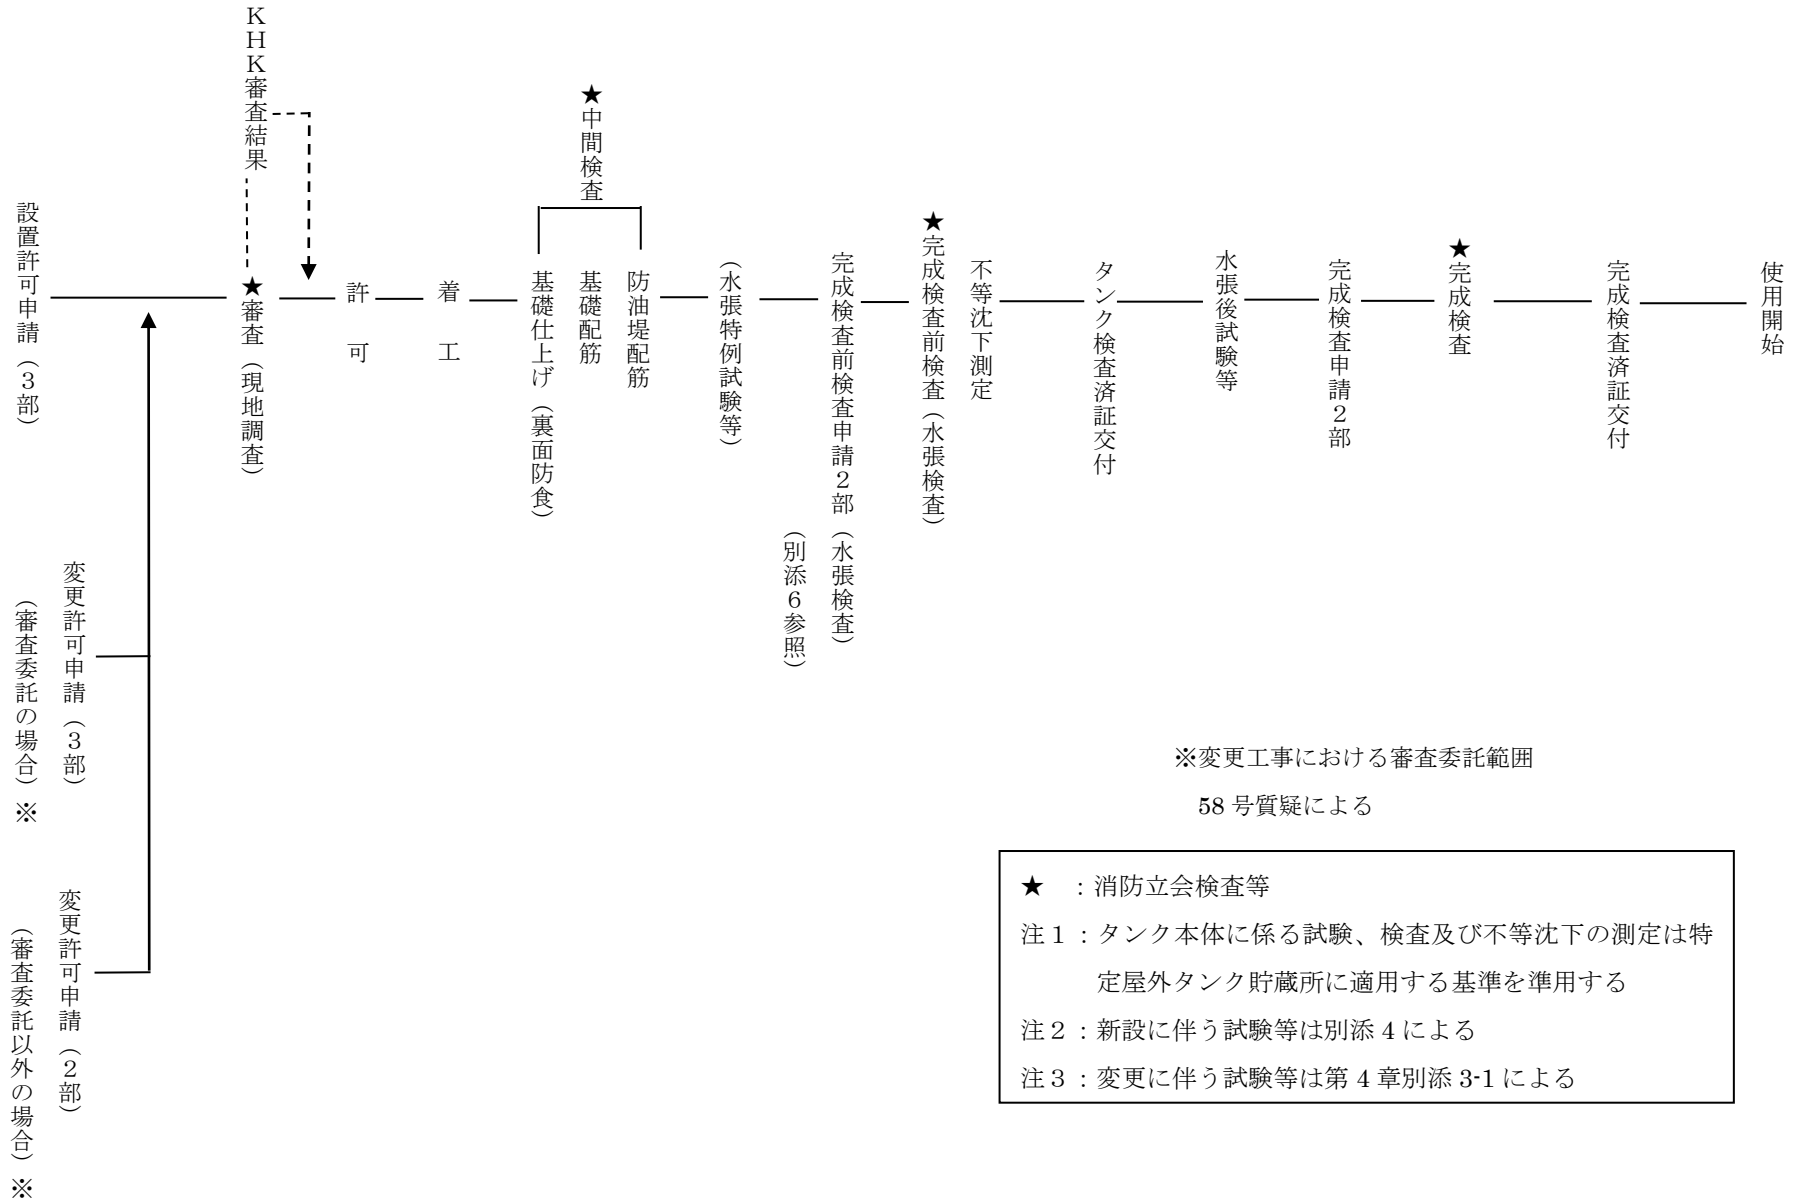 KHK審査結果
★中間検査
設置許可申請（3部）
★審査（現地調査）
許可
着工
基礎仕上げ（裏面防食）
基礎配筋
防油堤配筋
（水張特例試験等）
完成検査前検査申請２部（水張検査）
（別添６参照）
★完成検査前検査（水張検査）
不等沈下測定
タンク検査済証交付
水張後試験等
完成検査申請２部
★完成検査
完成検査済証交付
使用開始
変更許可申請（3部）
（審査委託の場合）※
変更許可申請（2部）
（審査委託以外の場合）※
※変更工事における審査委託範囲
58 号質疑による
★ ：消防立会検査等
注１：タンク本体に係る試験、検査及び不等沈下の測定は特
定屋外タンク貯蔵所に適用する基準を準用する
注２：新設に伴う試験等は別添 4 による
注３：変更に伴う試験等は第 4 章別添 3-1 による